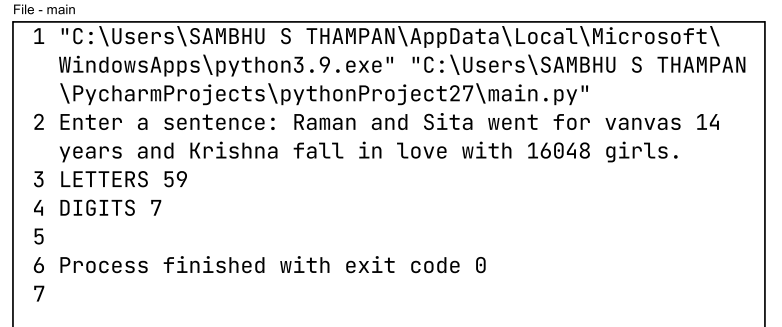 File - main
1 "C:\Users\SAMBHU S THAMPAN\AppData\Local\Microsoft\
WindowsApps\python3.9.exe" "C:\Users\SAMBHU S THAMPAN
\PycharmProjects\pythonProject27\main.py"
2 Enter a sentence: Raman and Sita went for vanvas 14
years and Krishna fall in love with 16048 girls.
3 LETTERS 59
4 DIGITS 7
5
6 Process finished with exit code 0
7